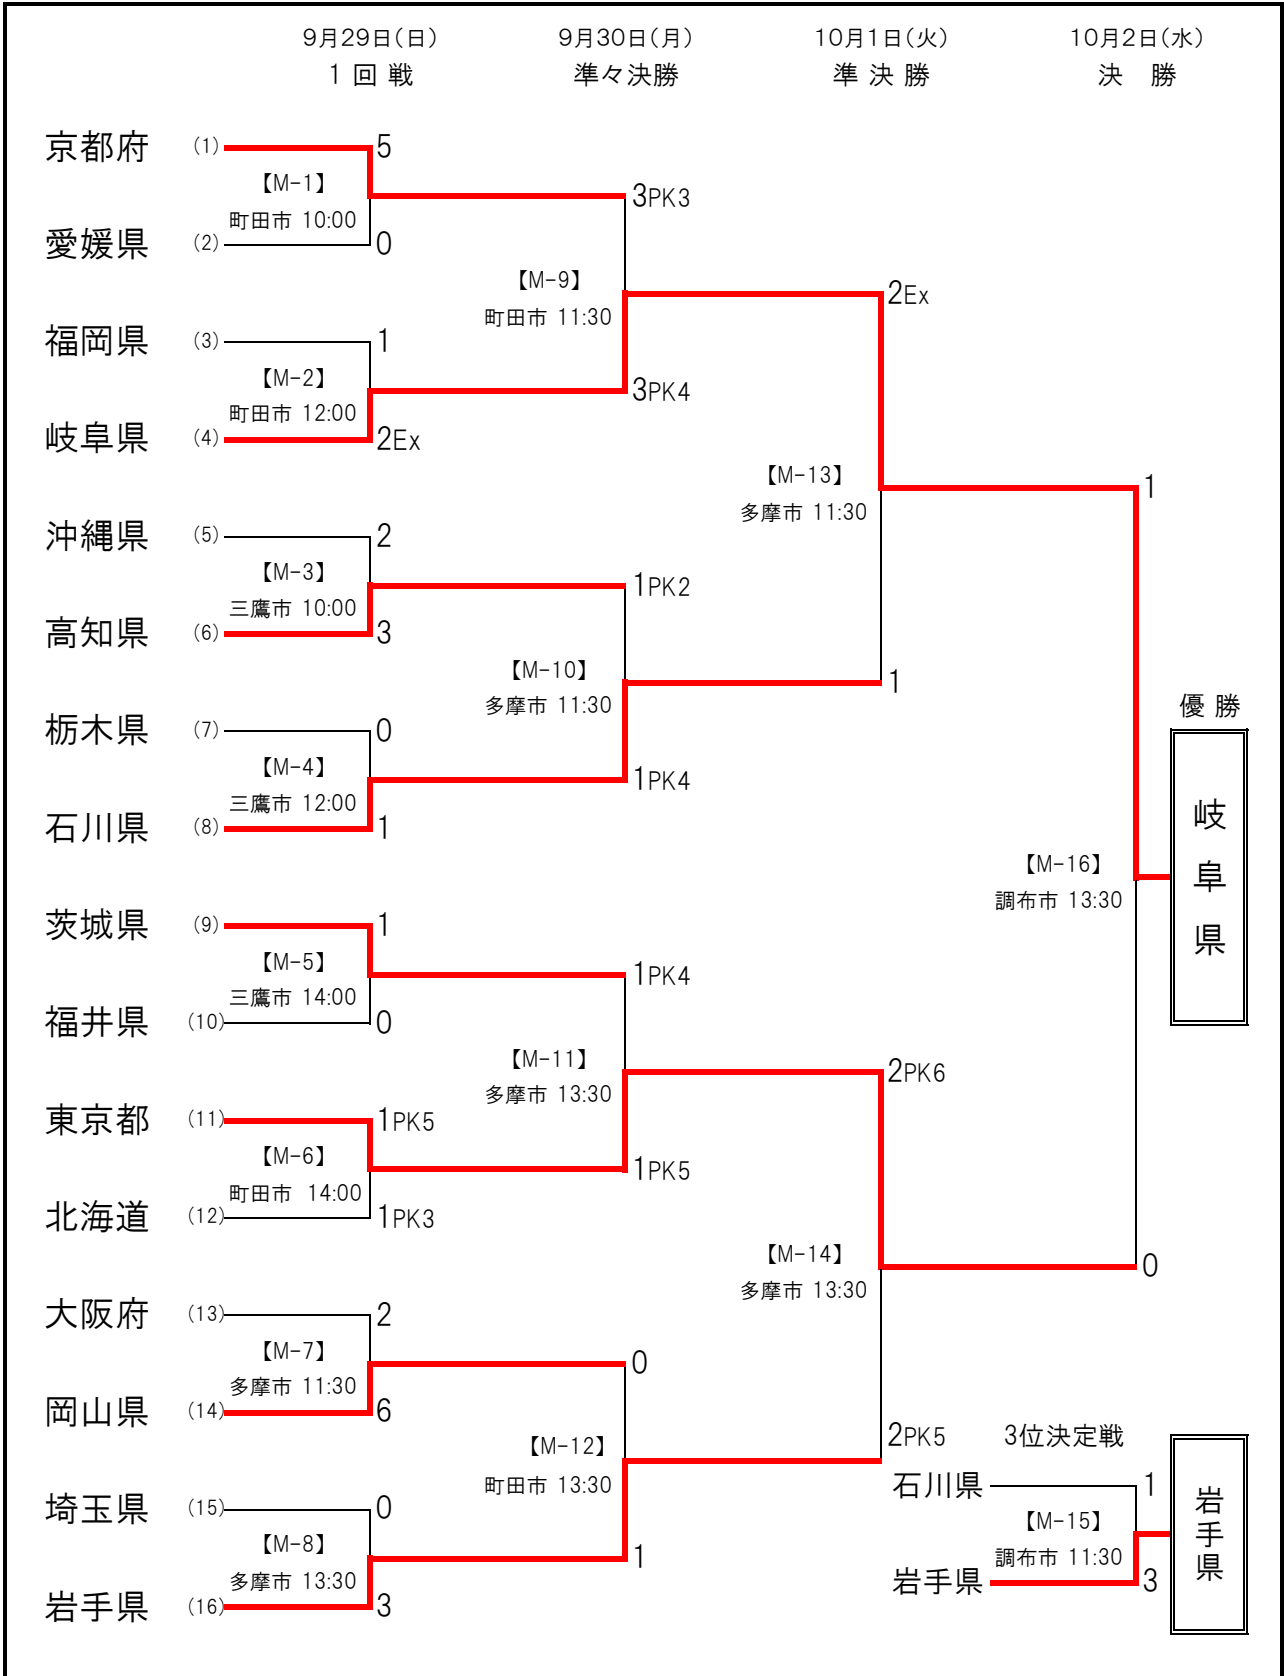 9月29日(日) 9月30日(月) 10月1日(火) 10月2日(水)
1 回 戦 準々決勝 準 決 勝 決 勝
京都府 (1) 5
【M-1】
町田市 10:00
3PK3
愛媛県 (2) 0
【M-9】
町田市 11:30
2Ex
福岡県 (3) 1
【M-2】
町田市 12:00
3PK4
岐阜県 (4) 2Ex
【M-13】
多摩市 11:30
1
沖縄県 (5) 2
【M-3】
三鷹市 10:00
1PK2
高知県 (6) 3
【M-10】
多摩市 11:30
1
栃木県 (7) 0
【M-4】
三鷹市 12:00
1PK4
石川県 (8) 1
優 勝
岐阜県
【M-16】
調布市 13:30
茨城県 (9) 1
【M-5】
三鷹市 14:00
1PK4
福井県 (10) 0
【M-11】
多摩市 13:30
2PK6
東京都 (11) 1PK5
【M-6】
町田市 14:00
1PK5
北海道 (12) 1PK3
【M-14】
多摩市 13:30
0
大阪府 (13) 2
【M-7】
多摩市 11:30
0
岡山県 (14) 6
【M-12】
町田市 13:30
2PK5
埼玉県 (15) 0
【M-8】
多摩市 13:30
1
岩手県 (16) 3
3位決定戦
石川県 1
【M-15】
調布市 11:30
岩手県 3
岩手県